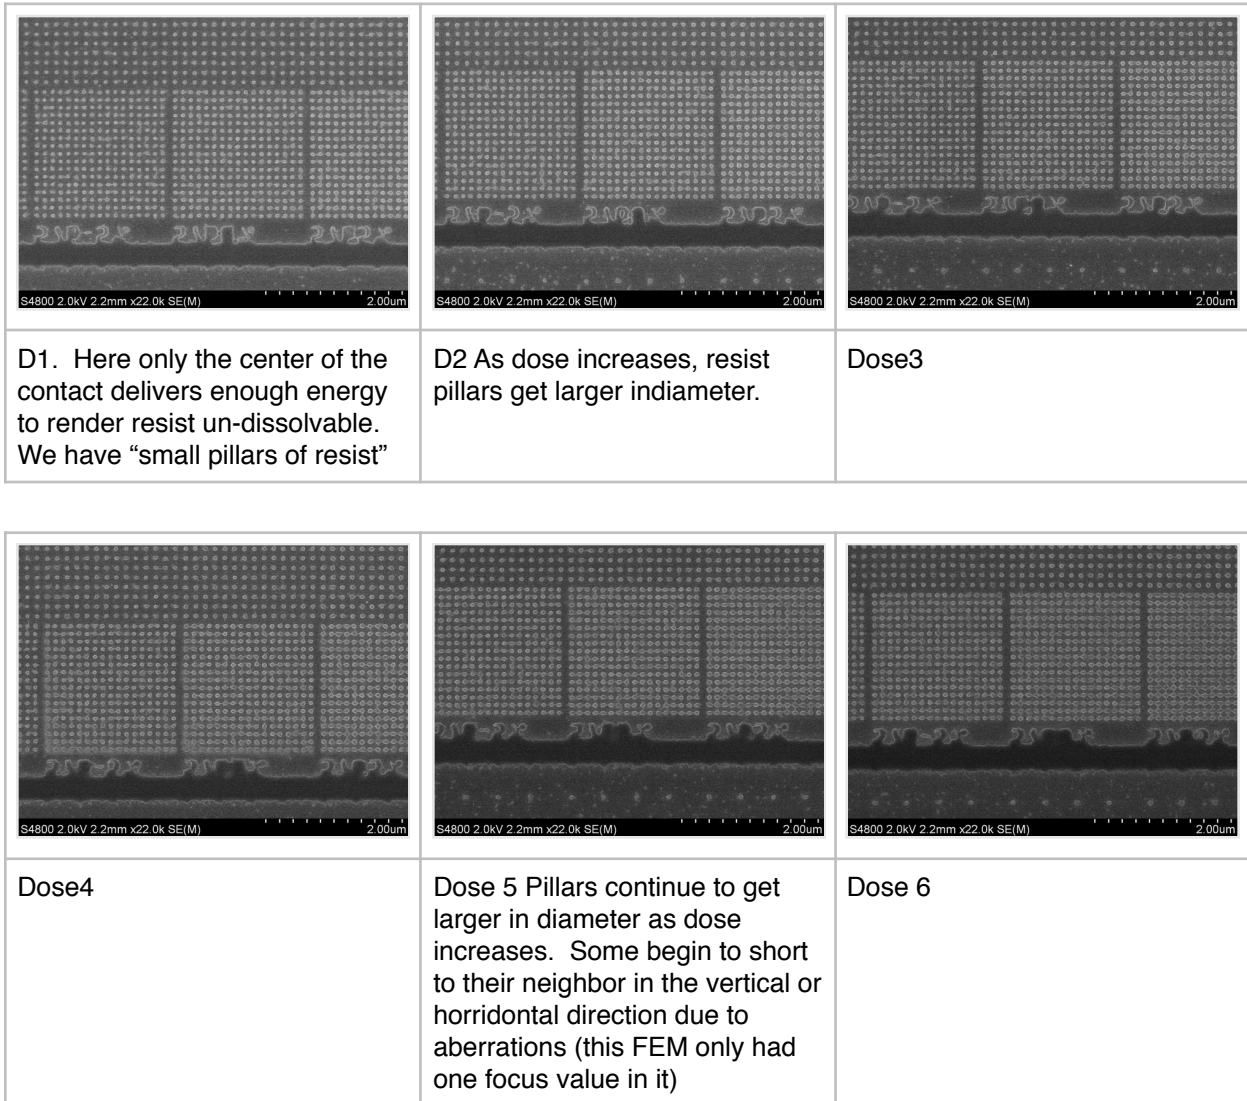 S4800 2.0kV 2.2mm x22.0k SE(M) 2.00um
S4800 2.0kV 2.2mm x22.0k SE(M) 2.00um
S4800 2.0kV 2.2mm x22.0k SE(M) 2.00um
D1.  Here only the center of the
contact delivers enough energy
to render resist un-dissolvable.
We have “small pillars of resist”
D2 As dose increases, resist
pillars get larger indiameter.
Dose3
S4800 2.0kV 2.2mm x22.0k SE(M) 2.00um
S4800 2.0kV 2.2mm x22.0k SE(M) 2.00um
S4800 2.0kV 2.2mm x22.0k SE(M) 2.00um
Dose4
Dose 5 Pillars continue to get
larger in diameter as dose
increases.  Some begin to short
to their neighbor in the vertical or
horridontal direction due to
aberrations (this FEM only had
one focus value in it)
Dose 6